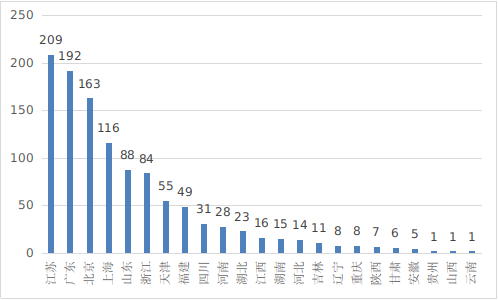 250
200
150
100
50
0
209
192
163
116
88
84
55
49
31
28
23
16
15
14
11
8
8
7
6
5
1
1
1
江苏
广东
北京
上海
山东
浙江
天津
福建
四川
河南
湖北
江西
湖南
河北
吉林
辽宁
重庆
陕西
甘肃
安徽
贵州
山西
云南